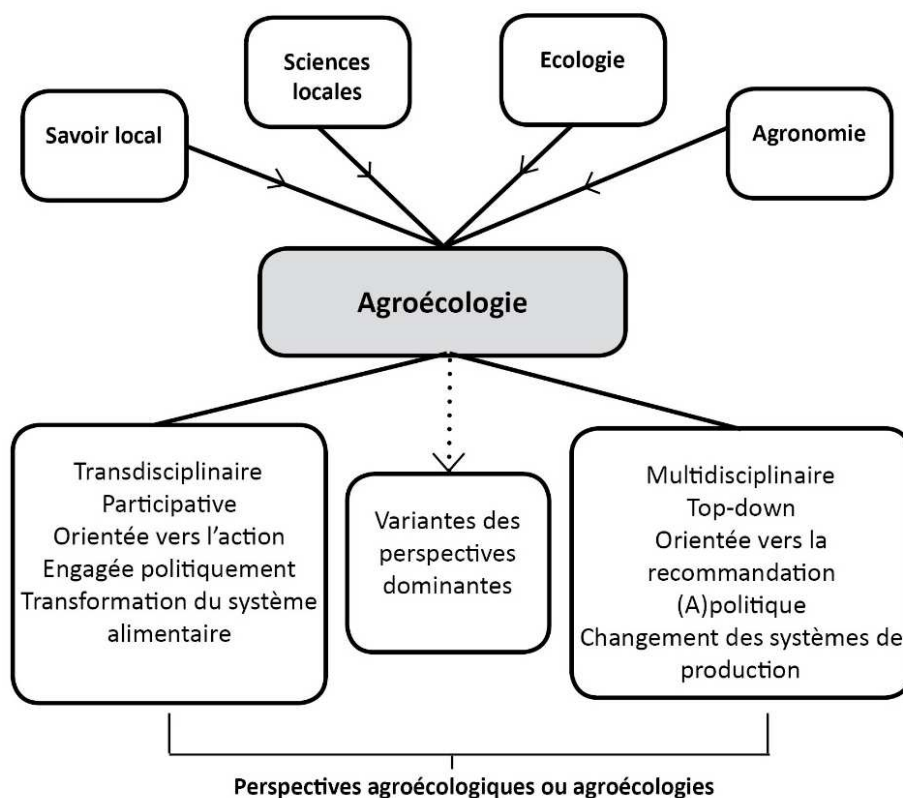 Sciences
locales
Ecologie
Savoir local
Agronomie
Agroécologie
Transdisciplinaire
Participative
Orientée vers l'action
Engagée politiquement
Transformation du système
alimentaire
Variantes des
perspectives
dominantes
Multidisciplinaire
Top-down
Orientée vers la
recommandation
(A)politique
Changement des systèmes de
production
Perspectives agroécologiques ou agroécologies